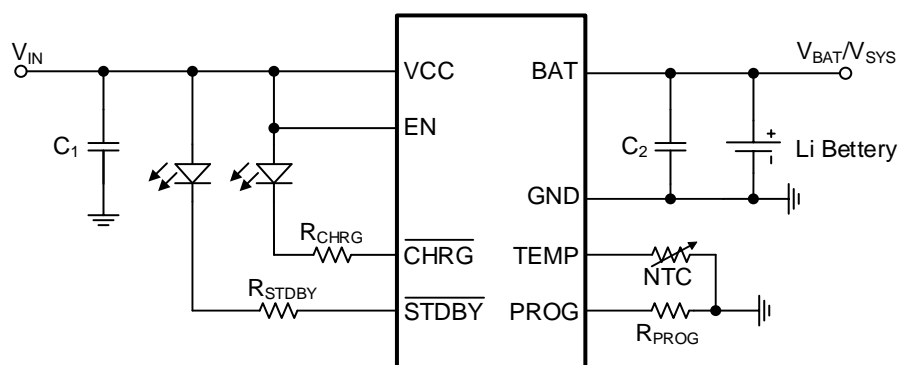 VIN
C1
RCHRG
RSTDBY
VCC
EN
CHRG
STDBY
BAT
GND
TEMP
PROG
VBAT/VSYS
C2
+
Li Bettery
NTC
RPROG